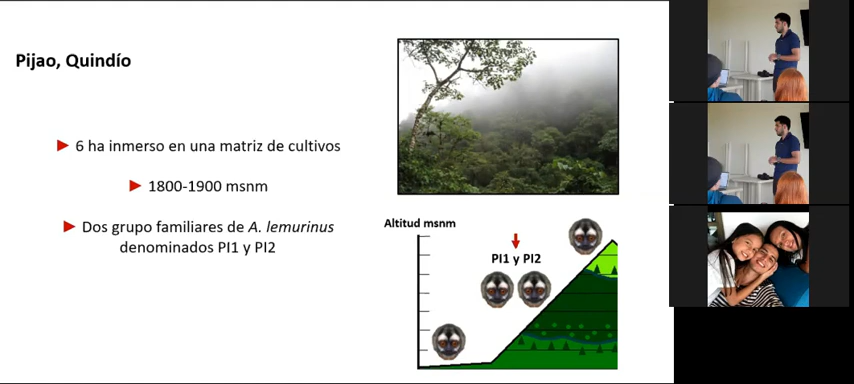 Pijao, Quindío
6 ha inmerso en una matriz de cultivos
1800-1900 msnm
Dos grupo familiares de A. lemurinus
denominados PI1 y PI2
Altitud msnm
PI1 y PI2